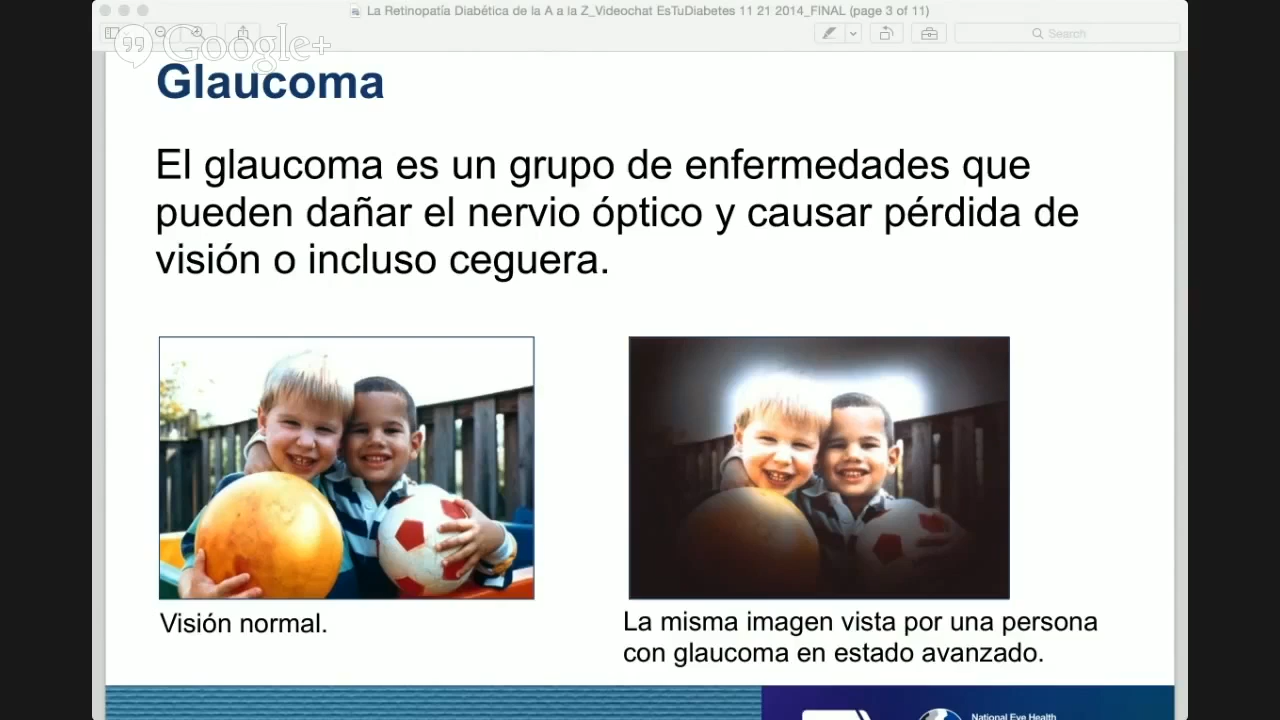 La Retinopatía Diabética de la A a la Z_Videochat EsTuDiabetes 11 21 2014_FINAL (page 3 of 11)
Google+
Search
Glaucoma
El glaucoma es un grupo de enfermedades que
pueden dañar el nervio óptico y causar pérdida de
visión o incluso ceguera.
Visión normal.
La misma imagen vista por una persona
con glaucoma en estado avanzado.
National Eye Health